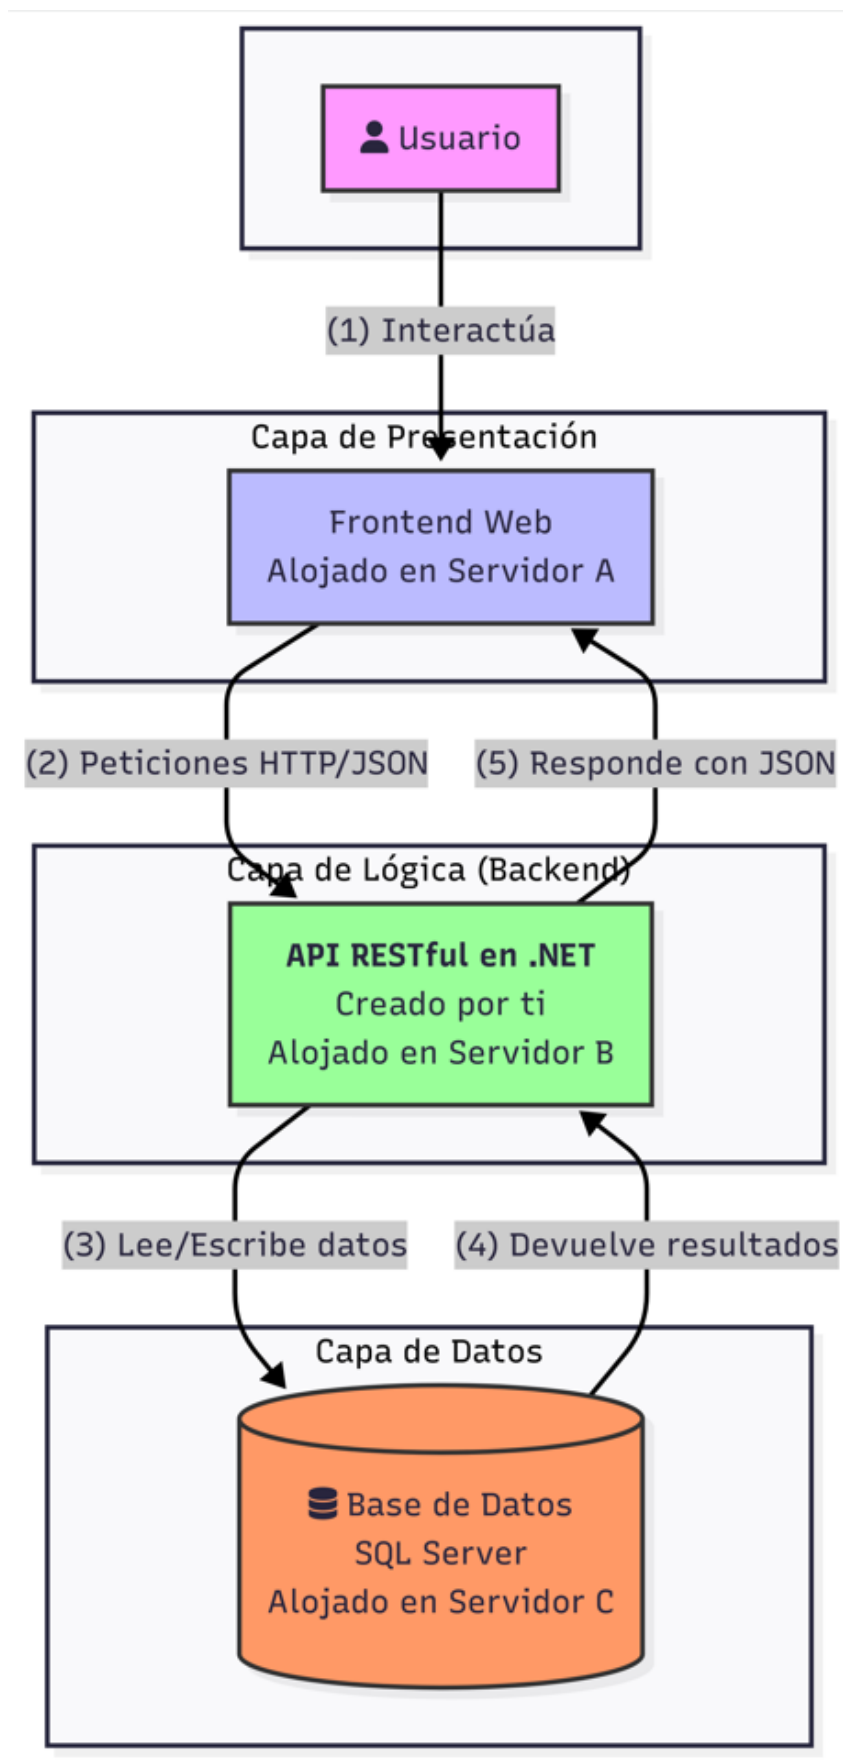 Usuario
(1) Interactúa
Capa de Presentación
Frontend Web
Alojado en Servidor A
(2) Peticiones HTTP/JSON
(5) Responde con JSON
Capa de Lógica (Backend)
API RESTful en .NET
Creado por ti
Alojado en Servidor B
(3) Lee/Escribe datos
(4) Devuelve resultados
Capa de Datos
Base de Datos
SQL Server
Alojado en Servidor C